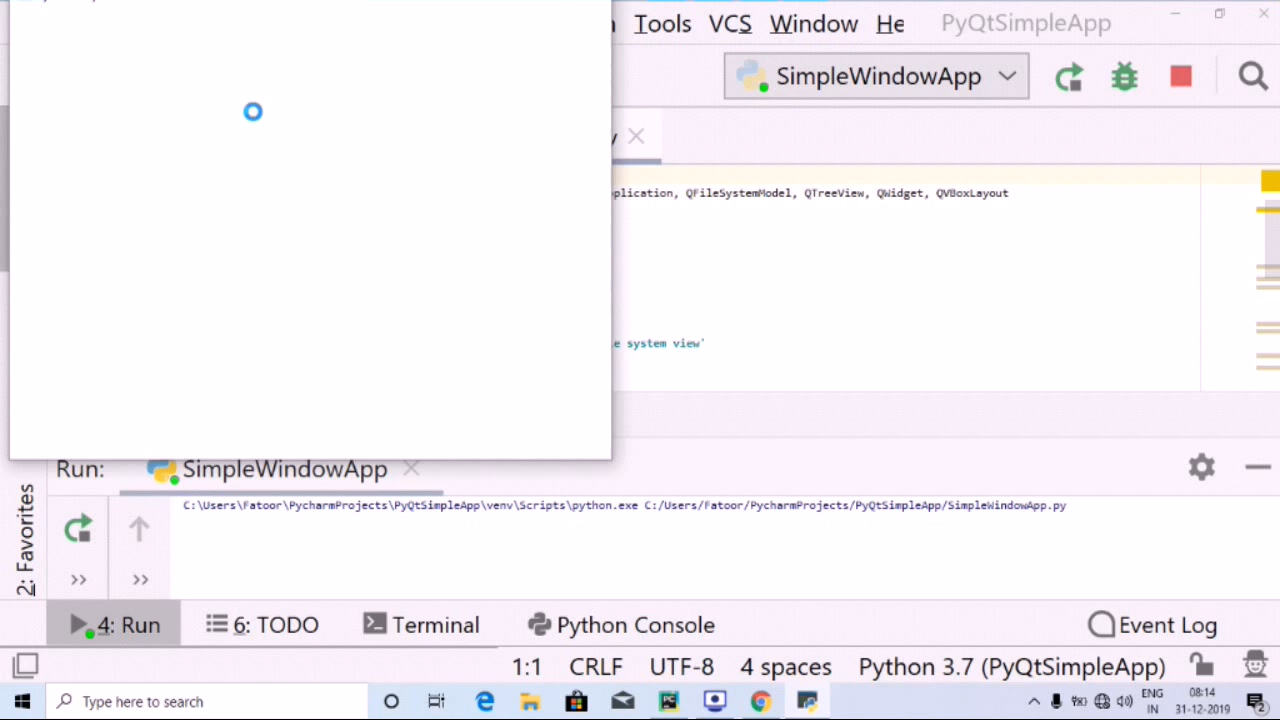 Tools VCS Window He PyQtSimpleApp
SimpleWindowApp
plication, QFileSystemModel, QTreeView, QWidget, QVBoxLayout
e system view'
Run: SimpleWindowApp
C:\Users\Fatoor\PycharmProjects\PyQtSimpleApp\venv\Scripts\python.exe C:/Users/Fatoor/PycharmProjects/PyQtSimpleApp/SimpleWindowApp.py
2: Favorites
4: Run 6: TODO Terminal Python Console Event Log
1:1 CRLF UTF-8 4 spaces Python 3.7 (PyQtSimpleApp)
Type here to search
ENG
IN
08:14
31-12-2019
2